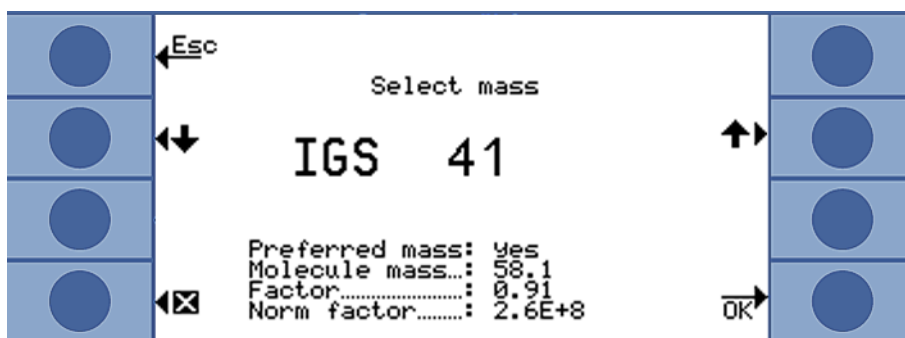 Esc
Select mass
IGS 41
Preferred mass: yes
Molecule mass…: 58.1
Factor…………………: 0.91
Norm factor………: 2.6E+8
OK